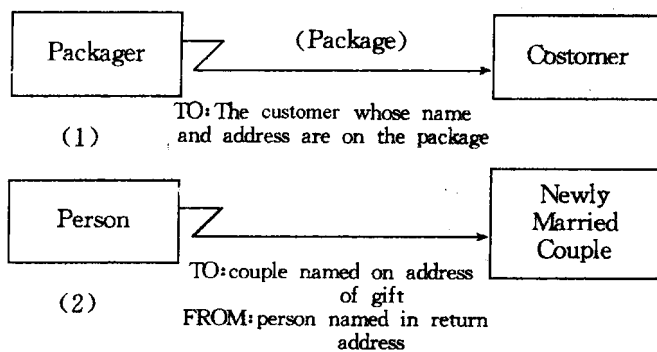 Packager
(Package)
Costomer
TO:The customer whose name
and address are on the package
(1)
Person
Newly
Married
Couple
TO:couple named on address
of gift
FROM:person named in return
address
(2)